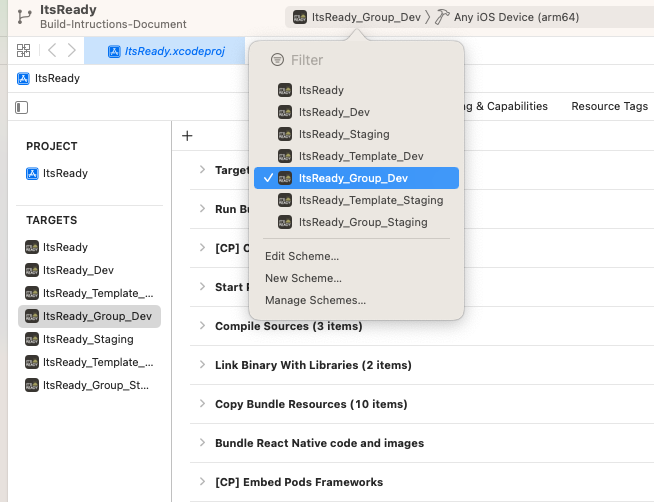 ItsReady
Build-Intructions-Document
ItsReady_Group_Dev
Any iOS Device (arm64)
ItsReady.xcodeproj
ItsReady
Filter
ItsReady
ItsReady_Dev
ItsReady_Staging
ItsReady_Template_Dev
ItsReady_Group_Dev
ItsReady_Template_Staging
ItsReady_Group_Staging
Edit Scheme...
New Scheme...
Manage Schemes...
g & Capabilities
Resource Tags
PROJECT
ItsReady
TARGETS
ItsReady
ItsReady_Dev
ItsReady_Template_...
ItsReady_Group_Dev
ItsReady_Staging
ItsReady_Template_...
ItsReady_Group_St...
Target
Run Bu
[CP] C
Start P
Compile Sources (3 items)
Link Binary With Libraries (2 items)
Copy Bundle Resources (10 items)
Bundle React Native code and images
[CP] Embed Pods Frameworks